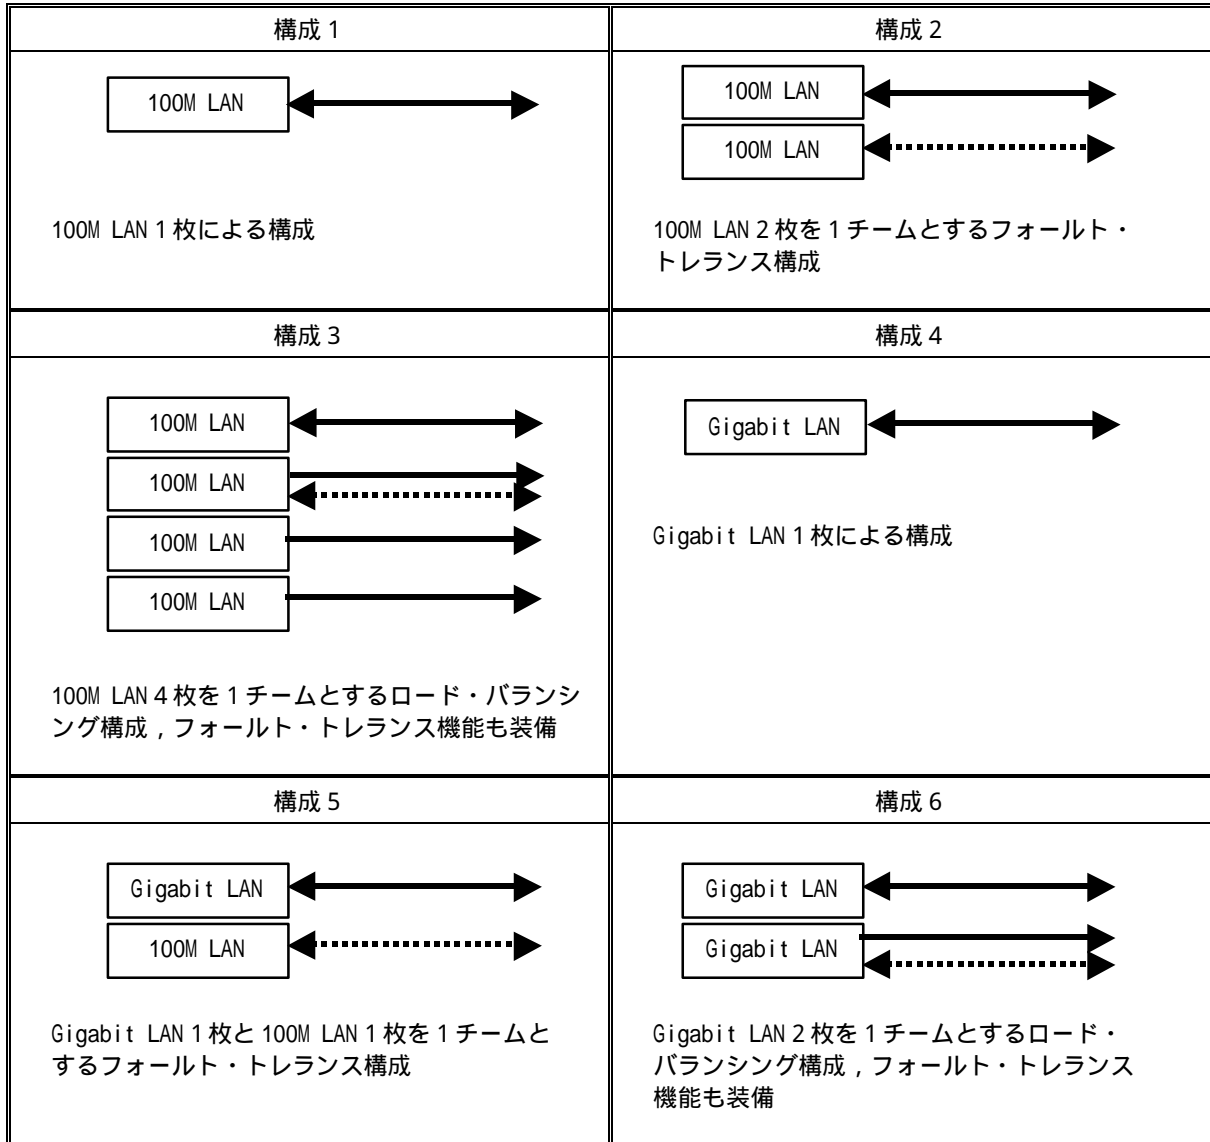 構成 1
100M LAN
100M LAN 1 枚による構成
構成 2
100M LAN
100M LAN
100M LAN 2 枚を 1 チームとするフォールト・
トレランス構成
構成 3
100M LAN
100M LAN
100M LAN
100M LAN
100M LAN 4 枚を 1 チームとするロード・バランシ
ング構成，フォールト・トレランス機能も装備
構成 4
Gigabit LAN
Gigabit LAN 1 枚による構成
構成 5
Gigabit LAN
100M LAN
Gigabit LAN 1 枚と 100M LAN 1 枚を 1 チームと
するフォールト・トレランス構成
構成 6
Gigabit LAN
Gigabit LAN
Gigabit LAN 2 枚を 1 チームとするロード・
バランシング構成，フォールト・トレランス
機能も装備